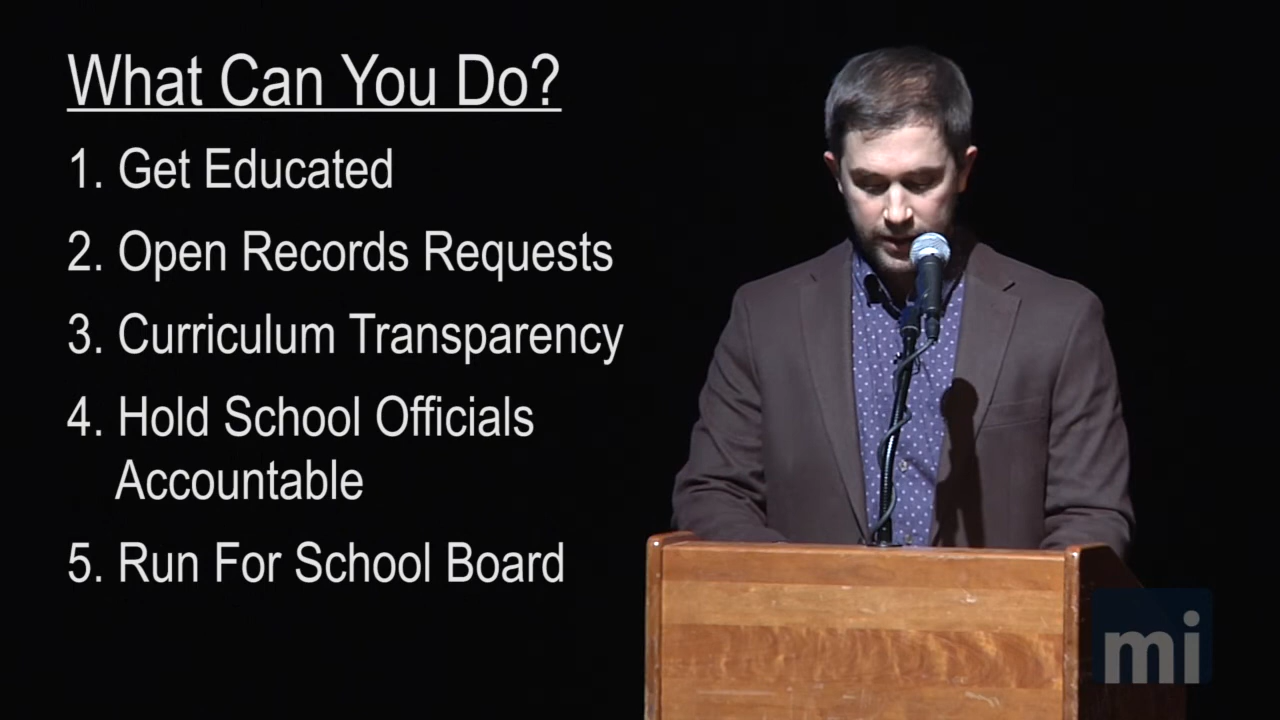 What Can You Do?
1. Get Educated
2. Open Records Requests
3. Curriculum Transparency
4. Hold School Officials
Accountable
5. Run For School Board
mi